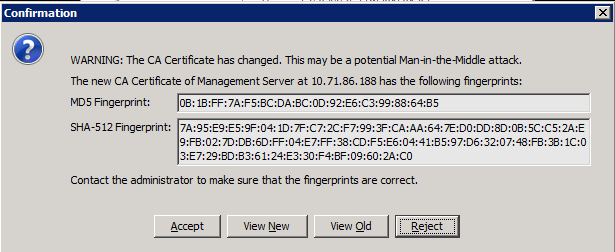 Confirmation
WARNING: The CA Certificate has changed. This may be a potential Man-in-the-Middle attack.
The new CA Certificate of Management Server at 10.71.86.188 has the following fingerprints:
MD5 Fingerprint: 0B:1B:FF:7A:F5:BC:DA:BC:0D:92:E6:C3:99:88:64:B5
SHA-512 Fingerprint: 7A:95:E9:E5:9F:04:1D:7F:C7:2C:F7:99:3F:CA:AA:64:7E:D0:DD:8D:0B:5C:C5:2A:E
9:FB:02:7D:DB:6D:FF:04:E7:FF:38:CD:F5:E6:04:41:B5:97:D6:32:07:48:FB:3B:1C:0
3:E7:29:BD:B3:61:24:E3:30:F4:BF:09:60:2A:C0
Contact the administrator to make sure that the fingerprints are correct.
Accept View New View Old Reject